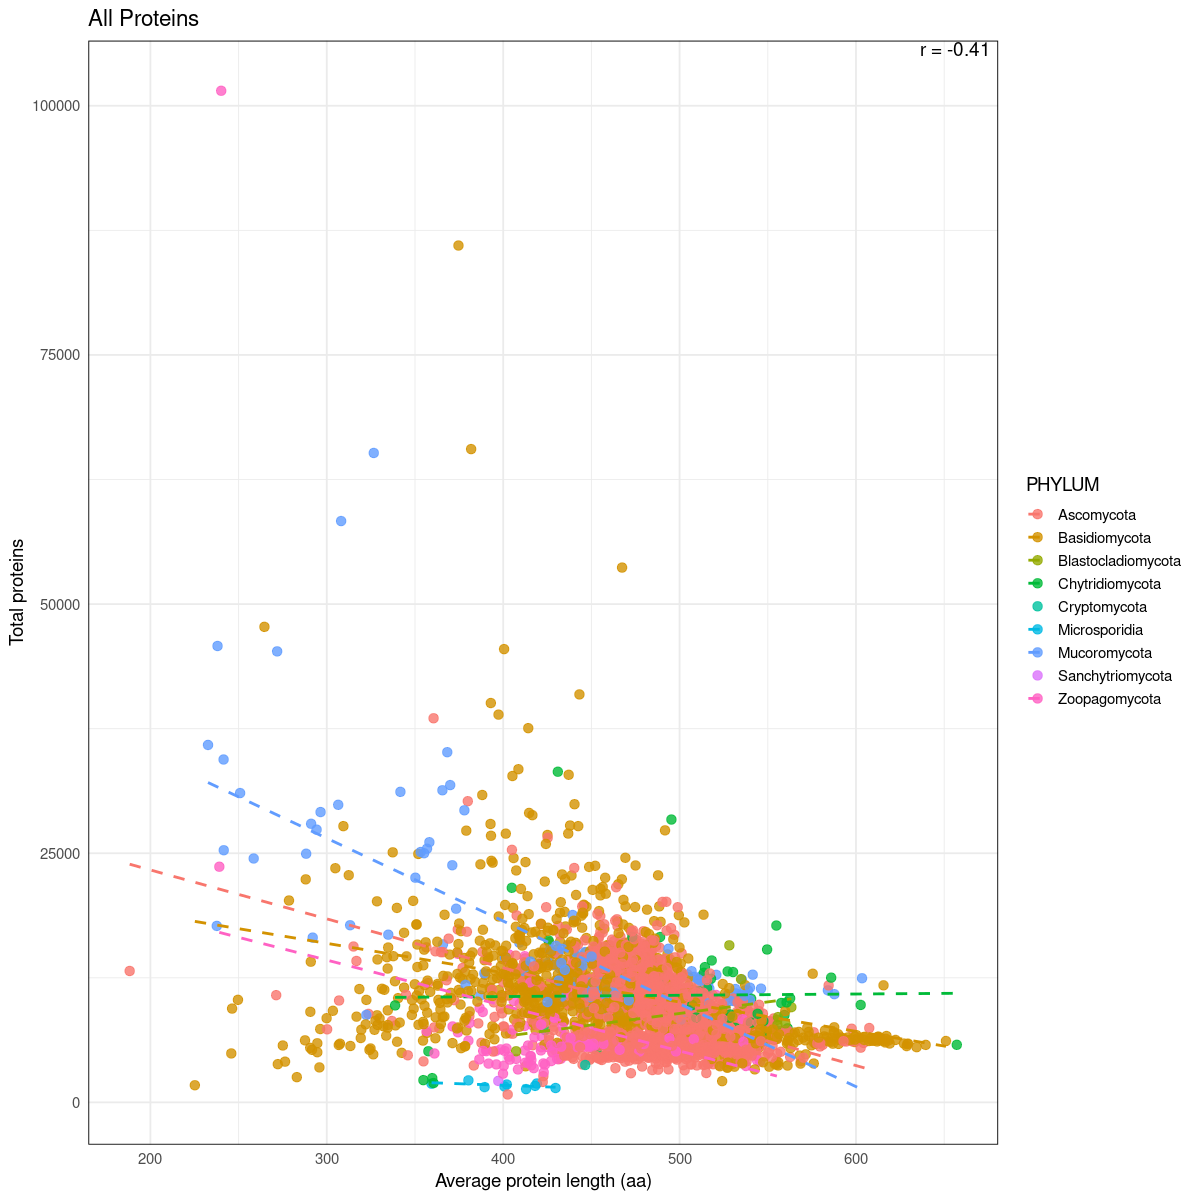 All Proteins
r = -0.41
100000
75000
50000
25000
0
Total proteins
200
300
400
500
600
Average protein length (aa)
PHYLUM
Ascomycota
Basidiomycota
Blastocladiomycota
Chytridiomycota
Cryptomycota
Microsporidia
Mucoromycota
Sanchytriomycota
Zoopagomycota